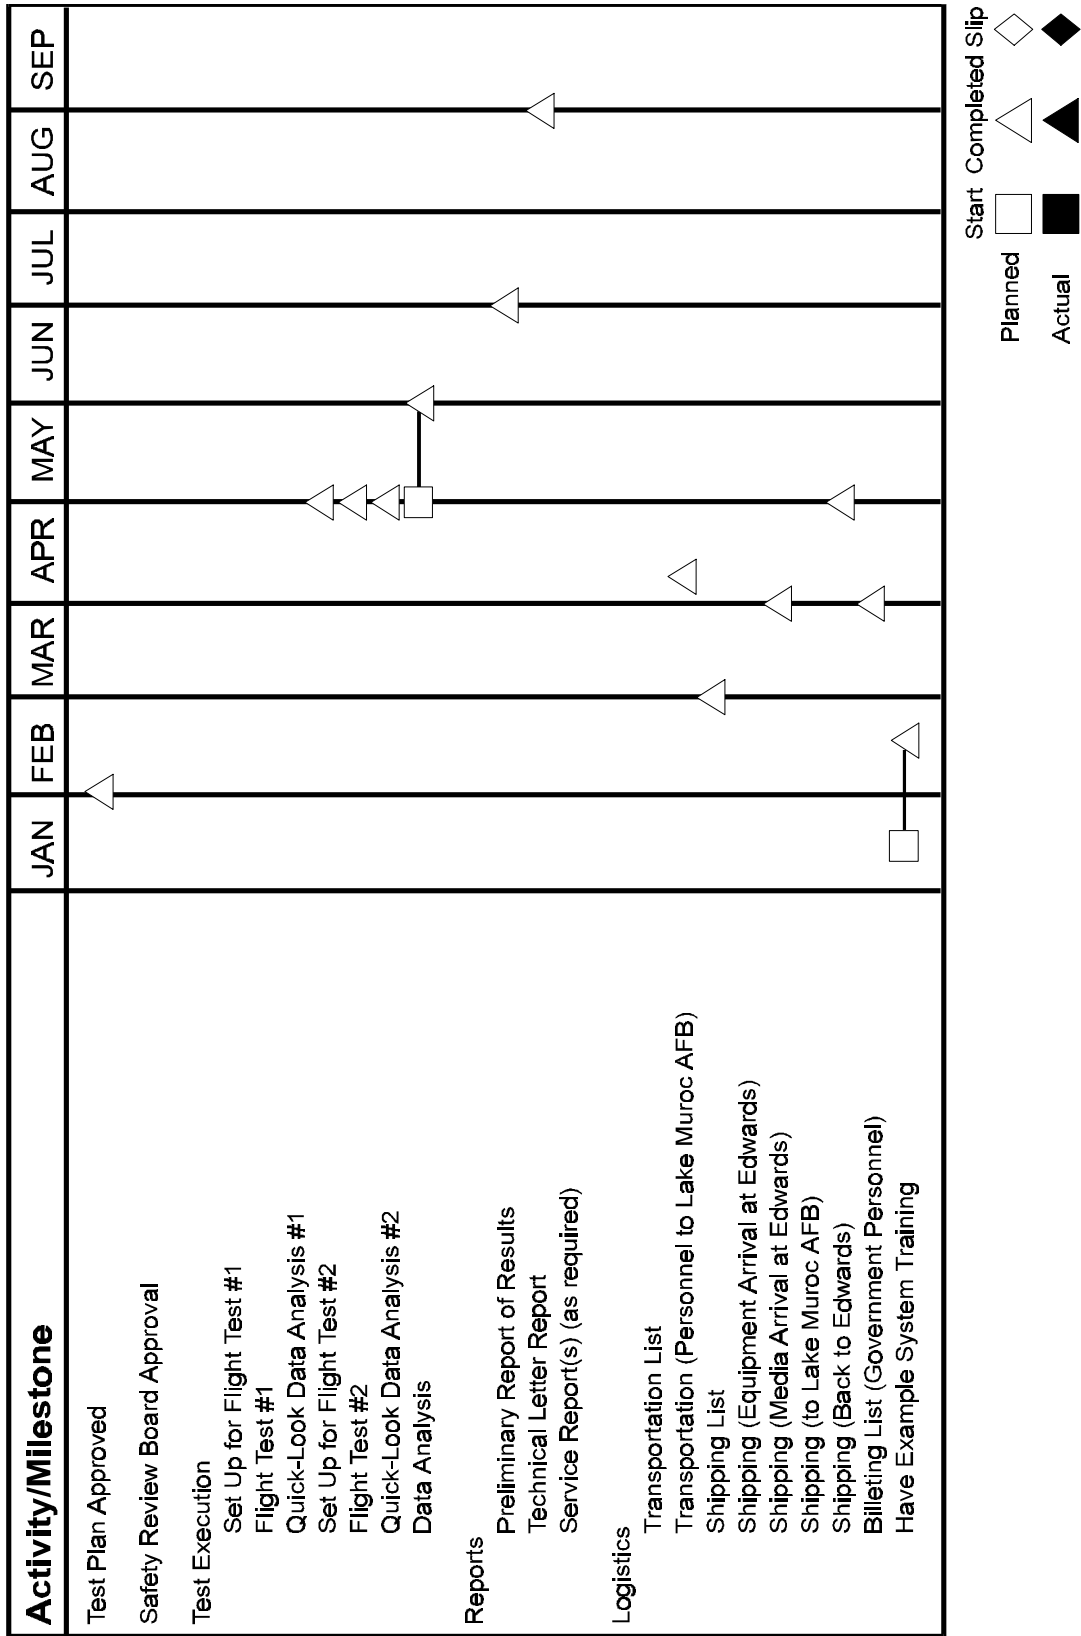 Activity/Milestone JAN FEB MAR APR MAY JUN JUL AUG SEP
Test Plan Approved
Safety Review Board Approval
Test Execution
Set Up for Flight Test #1
Flight Test #1
Quick-Look Data Analysis #1
Set Up for Flight Test #2
Flight Test #2
Quick-Look Data Analysis #2
Data Analysis
Reports
Preliminary Report of Results
Technical Letter Report
Service Report(s) (as required)
Logistics
Transportation List
Transportation (Personnel to Lake Muroc AFB)
Shipping List
Shipping (Equipment Arrival at Edwards)
Shipping (Media Arrival at Edwards)
Shipping (to Lake Muroc AFB)
Shipping (Back to Edwards)
Billeting List (Government Personnel)
Have Example System Training
Start Completed Slip
Planned
Actual